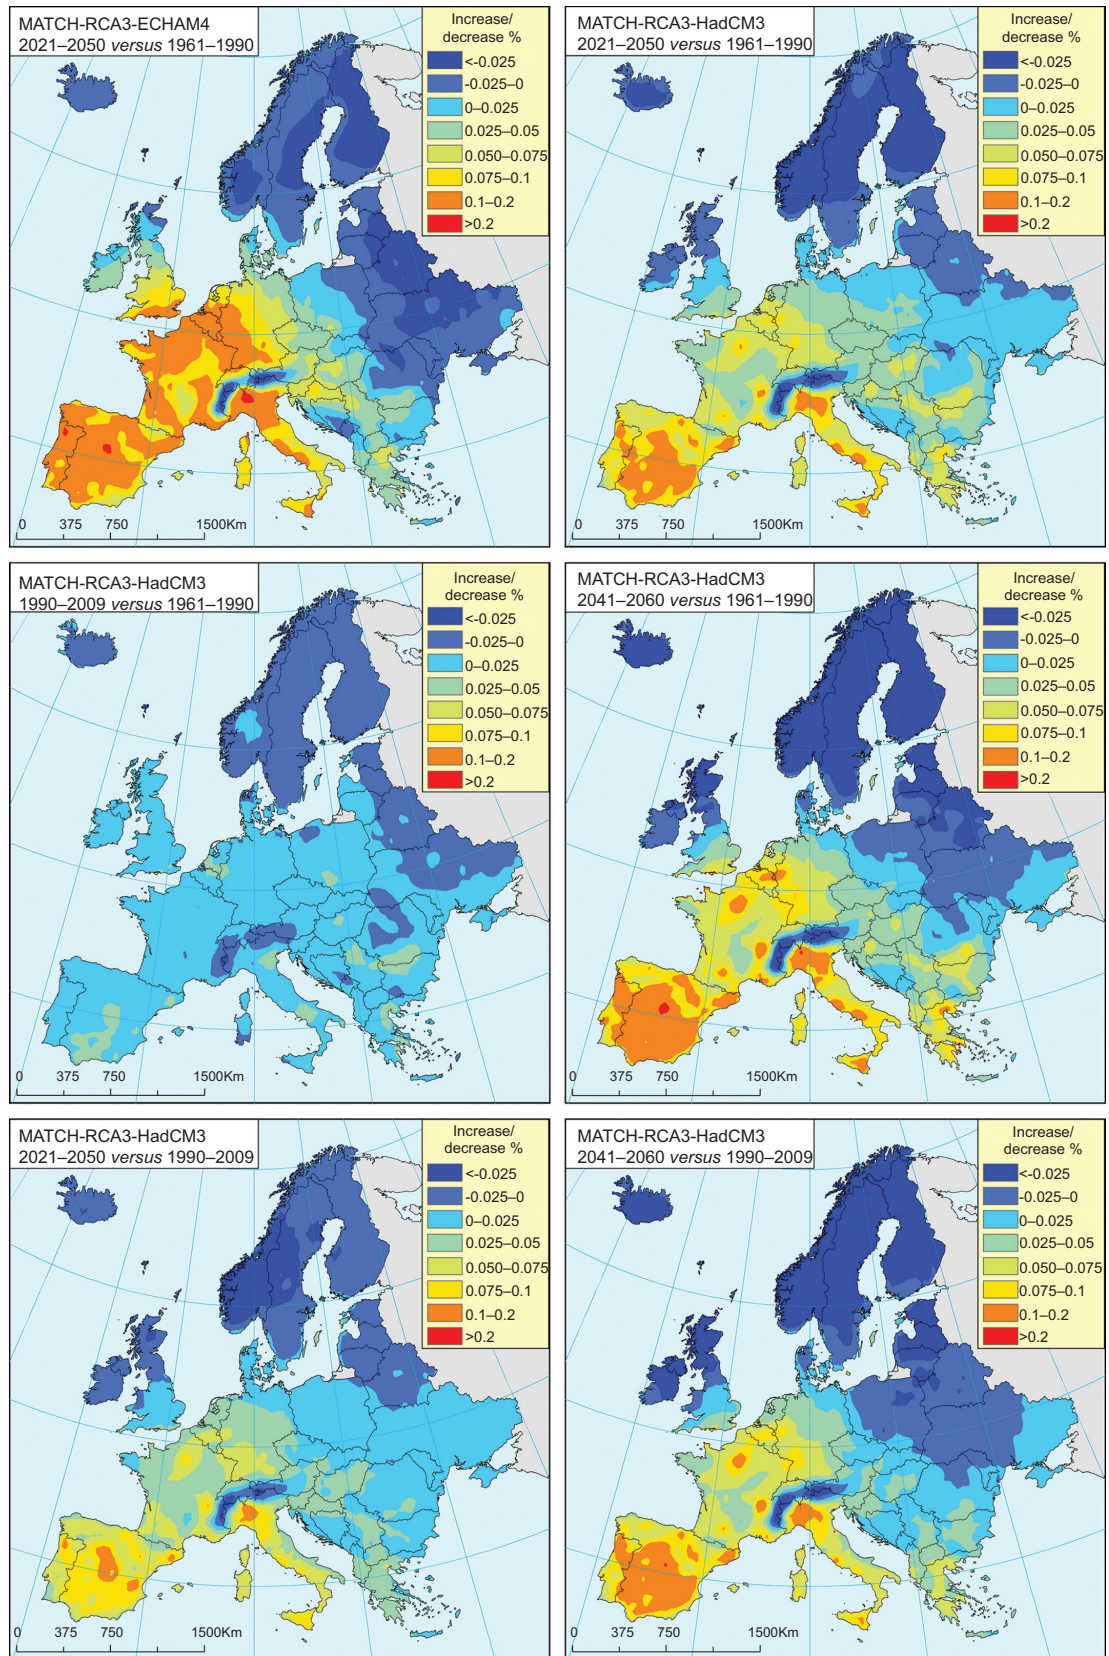 MATCH-RCA3-ECHAM4
2021–2050 versus 1961–1990
Increase/
decrease %
<-0.025
-0.025–0
0–0.025
0.025–0.05
0.050–0.075
0.075–0.1
0.1–0.2
>0.2
0 375 750 1500Km
MATCH-RCA3-HadCM3
2021–2050 versus 1961–1990
Increase/
decrease %
<-0.025
-0.025–0
0–0.025
0.025–0.05
0.050–0.075
0.075–0.1
0.1–0.2
>0.2
0 375 750 1500Km
MATCH-RCA3-HadCM3
1990–2009 versus 1961–1990
Increase/
decrease %
<-0.025
-0.025–0
0–0.025
0.025–0.05
0.050–0.075
0.075–0.1
0.1–0.2
>0.2
0 375 750 1500Km
MATCH-RCA3-HadCM3
2041–2060 versus 1961–1990
Increase/
decrease %
<-0.025
-0.025–0
0–0.025
0.025–0.05
0.050–0.075
0.075–0.1
0.1–0.2
>0.2
0 375 750 1500Km
MATCH-RCA3-HadCM3
2021–2050 versus 1990–2009
Increase/
decrease %
<-0.025
-0.025–0
0–0.025
0.025–0.05
0.050–0.075
0.075–0.1
0.1–0.2
>0.2
0 375 750 1500Km
MATCH-RCA3-HadCM3
2041–2060 versus 1990–2009
Increase/
decrease %
<-0.025
-0.025–0
0–0.025
0.025–0.05
0.050–0.075
0.075–0.1
0.1–0.2
>0.2
0 375 750 1500Km